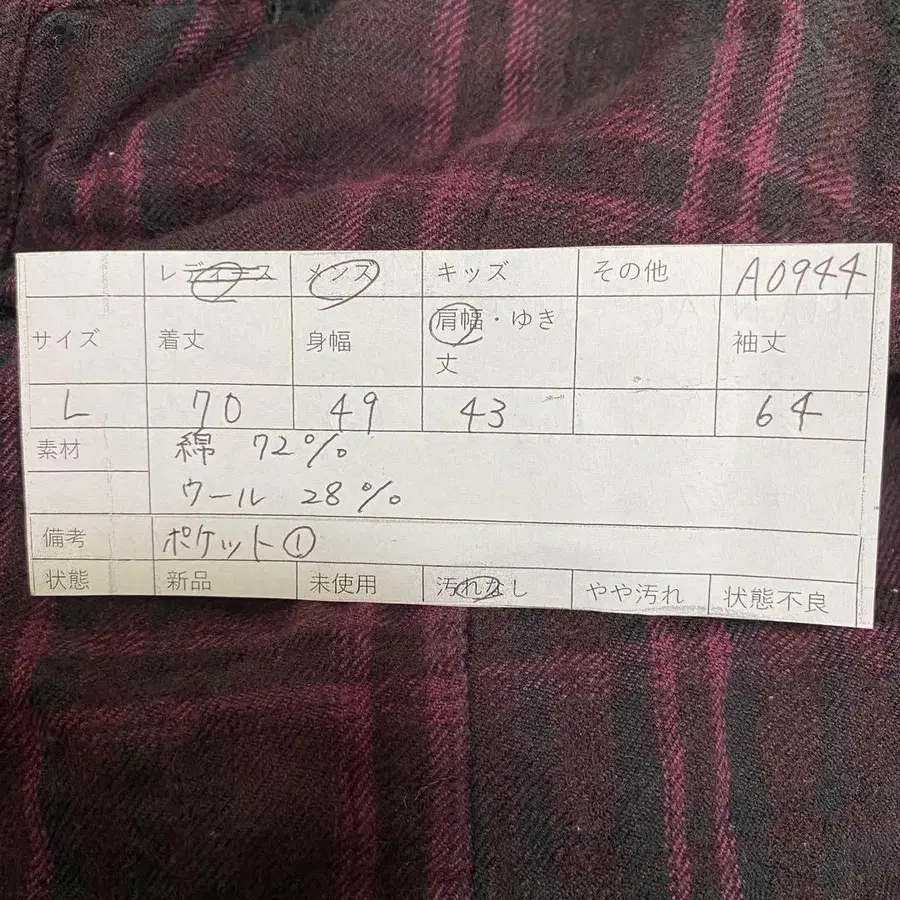 レディース メンズ キッズ その他 A0944
サイズ 着丈 身幅 肩幅・ゆき丈 袖丈
L 70 49 43 64
素材 綿 72%
ウール 28%
備考 ポケット①
状態 新品 未使用 汚れなし やや汚れ 状態不良